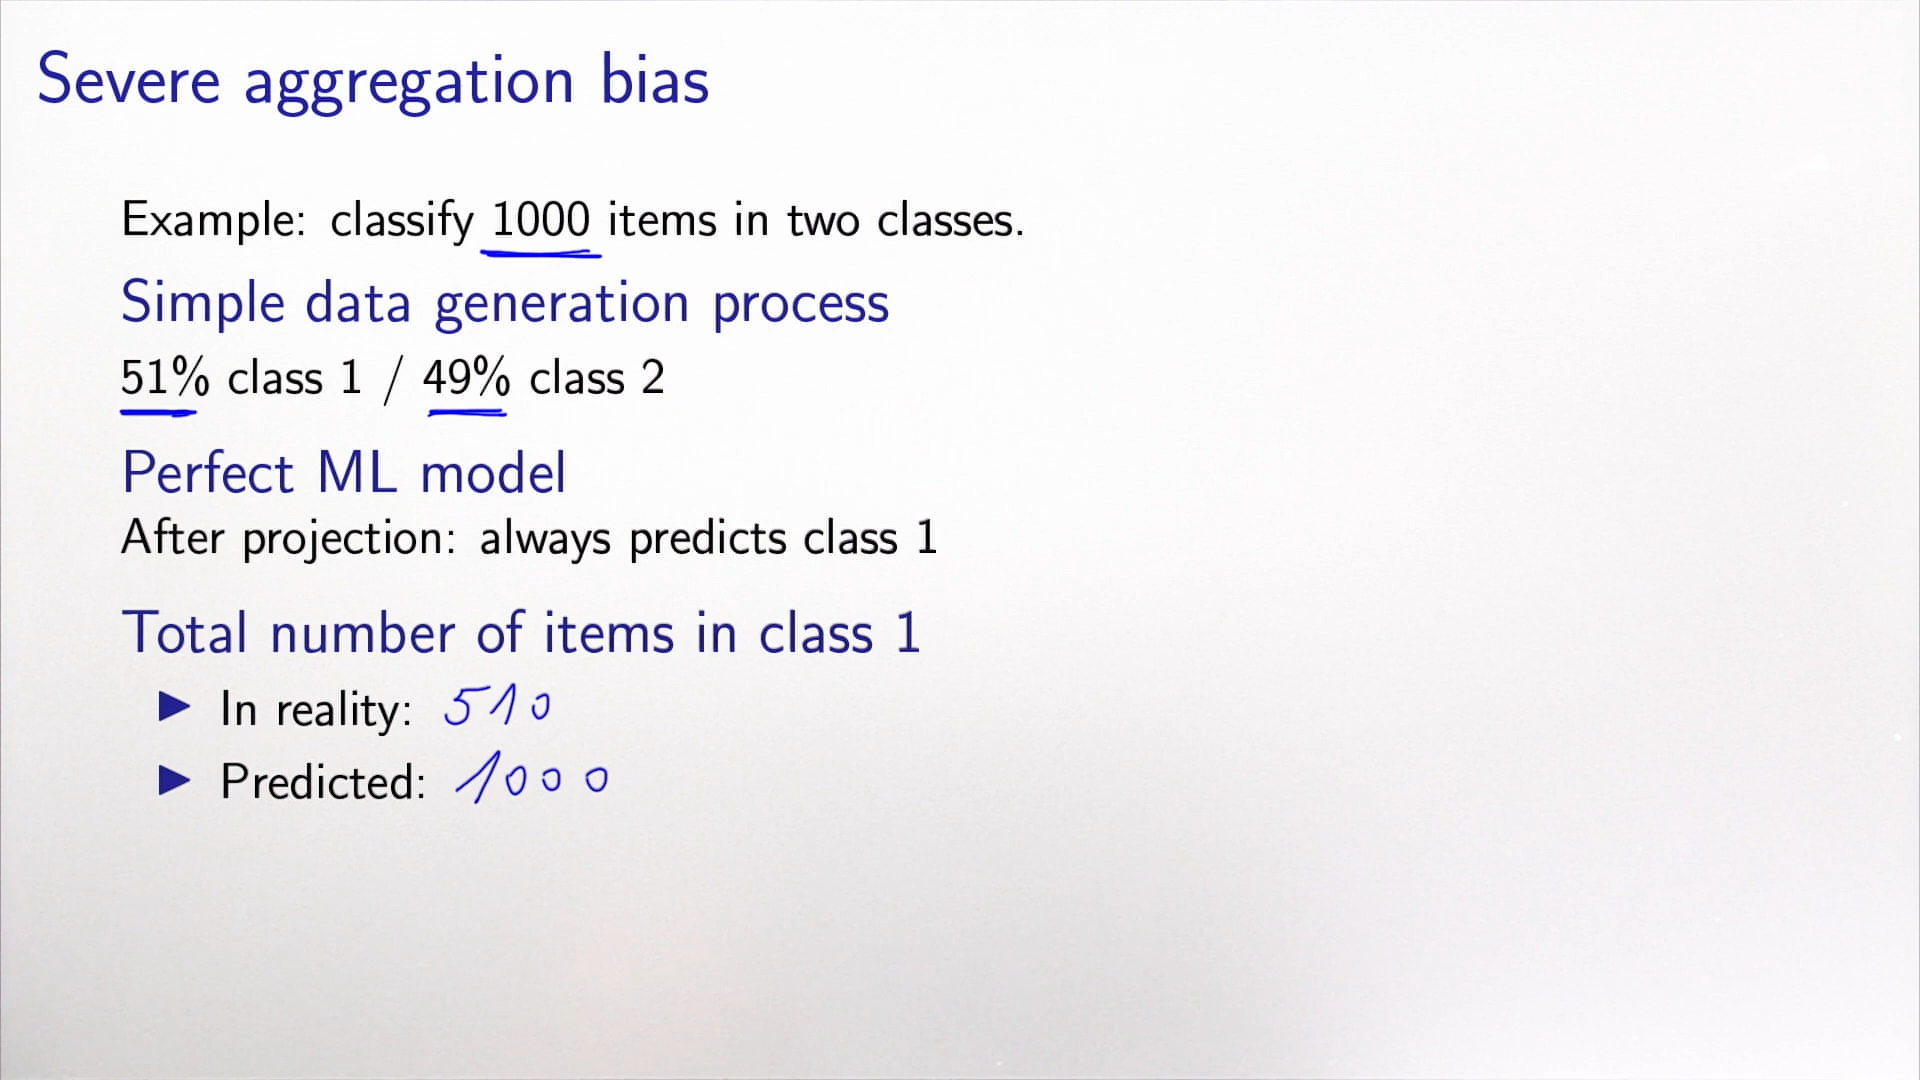 Severe aggregation bias
Example: classify 1000 items in two classes.
Simple data generation process
51% class 1 / 49% class 2
Perfect ML model
After projection: always predicts class 1
Total number of items in class 1
▶ In reality: 510
▶ Predicted: 1000